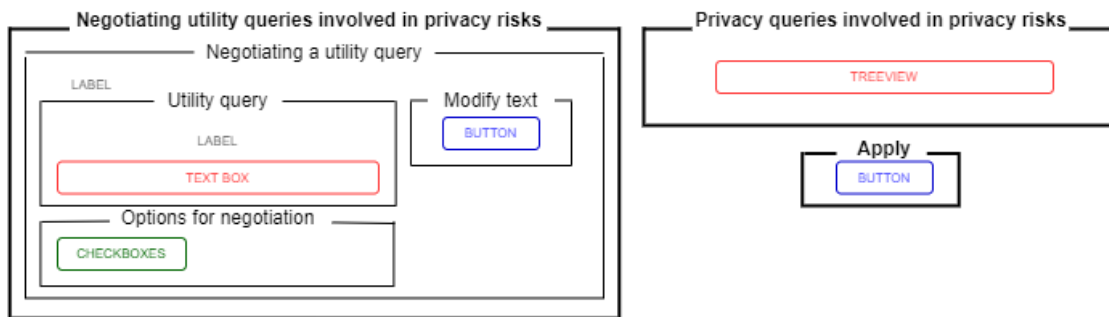 Negotiating utility queries involved in privacy risks
Negotiating a utility query
LABEL
Utility query
LABEL
TEXT BOX
Modify text
BUTTON
Options for negotiation
CHECKBOXES
Privacy queries involved in privacy risks
TREEVIEW
Apply
BUTTON